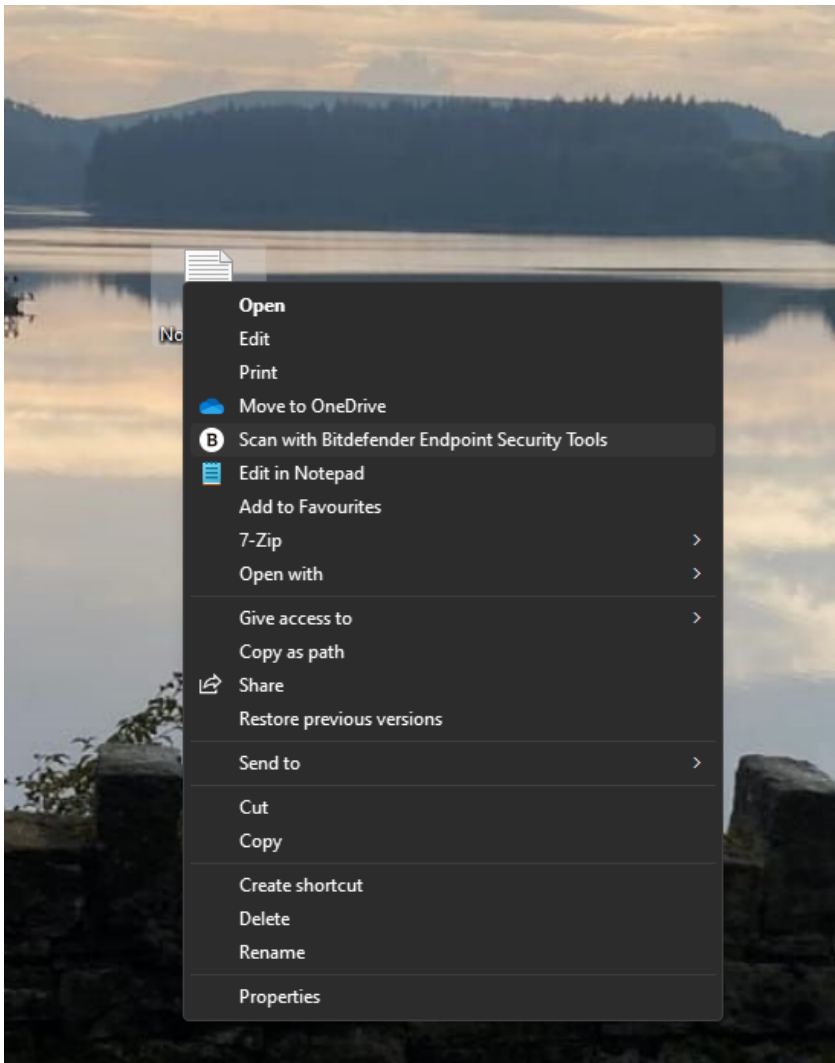 No
Open
Edit
Print
Move to OneDrive
B
Scan with Bitdefender Endpoint Security Tools
Edit in Notepad
Add to Favourites
7-Zip
Open with
Give access to
Copy as path
Share
Restore previous versions
Send to
Cut
Copy
Create shortcut
Delete
Rename
Properties